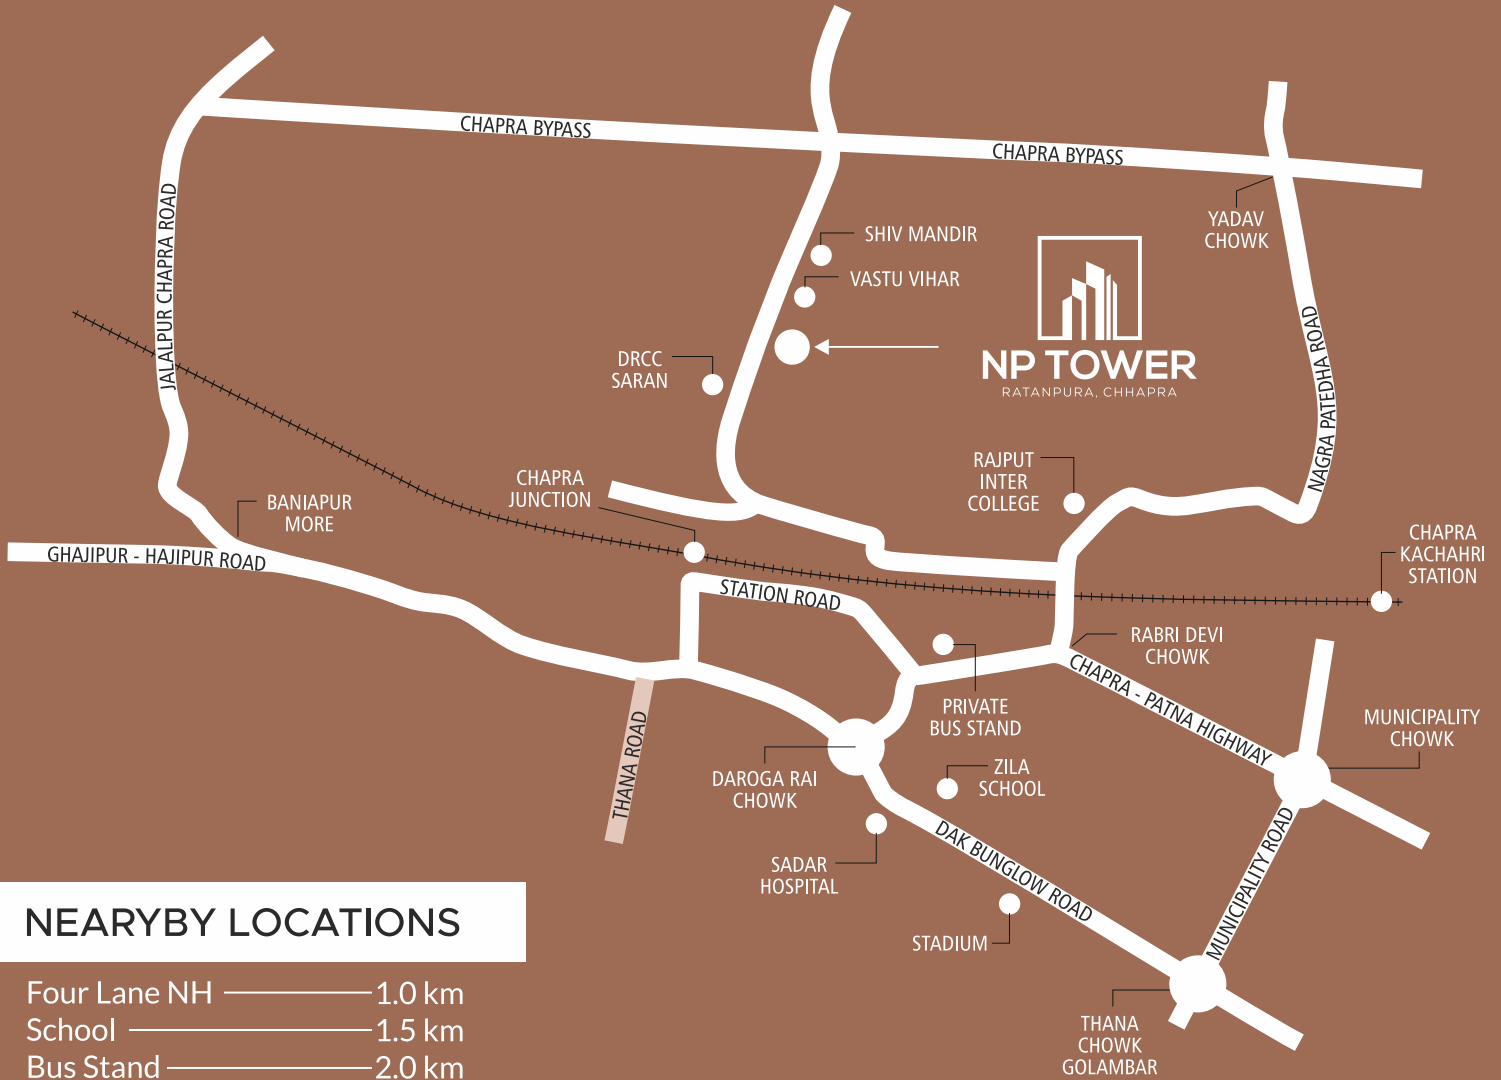 CHAPRA BYPASS
CHAPRA BYPASS
JALALPUR CHAPRA ROAD
SHIV MANDIR
VASTU VIHAR
YADAV
CHOWK
NP TOWER
RATANPURA, CHHAPRA
DRCC
SARAN
NAGRA PATEDHA ROAD
CHAPRA
JUNCTION
RAJPUT
INTER
COLLEGE
BANIAPUR
MORE
GHAJIPUR - HAJIPUR ROAD
CHAPRA
KACHAHRI
STATION
STATION ROAD
RABRI DEVI
CHOWK
CHAPRA - PATNA HIGHWAY
PRIVATE
BUS STAND
MUNICIPALITY
CHOWK
THANA ROAD
DAROGA RAI
CHOWK
ZILA
SCHOOL
DAK BUNGLOW ROAD
MUNICIPALITY ROAD
SADAR
HOSPITAL
STADIUM
THANA
CHOWK
GOLAMBAR
NEARYBY LOCATIONS
Four Lane NH 1.0 km
School 1.5 km
Bus Stand 2.0 km